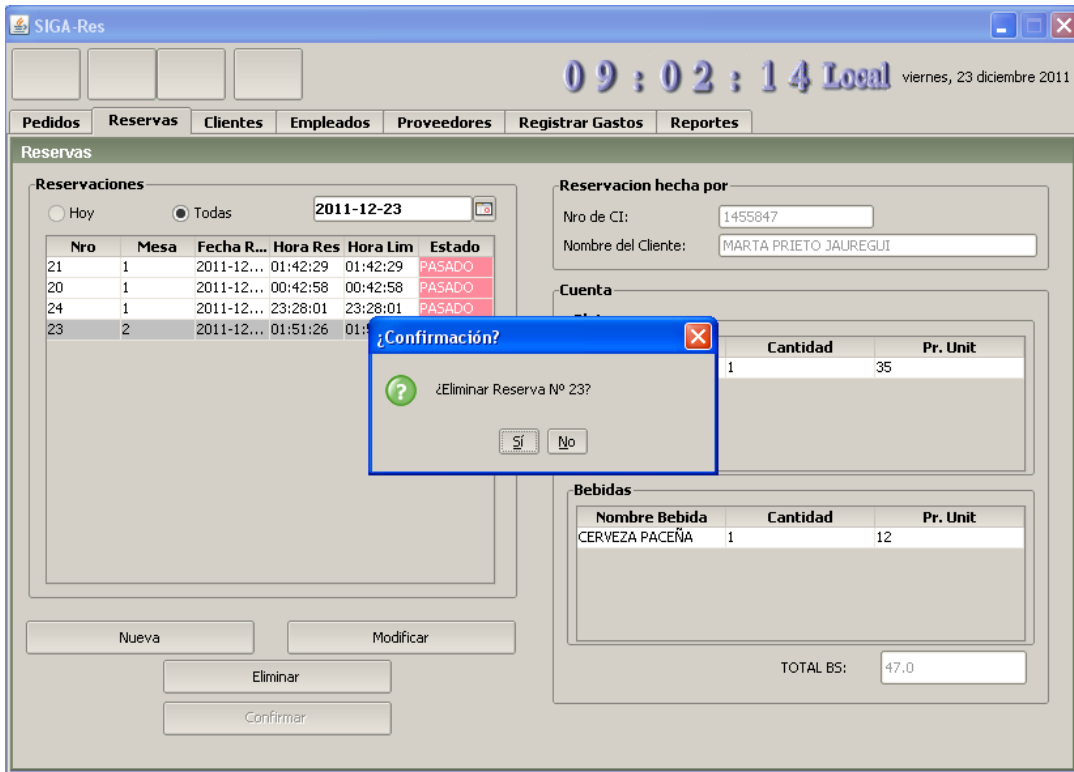 SIGA-Res
09:02:14 Local viernes, 23 diciembre 2011
Pedidos Reservas Clientes Empleados Proveedores Registrar Gastos Reportes
Reservas
Reservaciones
Hoy Todas 2011-12-23
Nro Mesa Fecha R... Hora Res Hora Lim Estado
21 1 2011-12... 01:42:29 01:42:29 PASADO
20 1 2011-12... 00:42:58 00:42:58 PASADO
24 1 2011-12... 23:28:01 23:28:01 PASADO
23 2 2011-12... 01:51:26
Reservacion hecha por
Nro de CI: 1455847
Nombre del Cliente: MARTA PRIETO JAUREGUI
Cuenta
Cantidad Pr. Unit
1 35
¿Confirmación?
¿Eliminar Reserva Nº 23?
Sí No
Bebidas
Nombre Bebida Cantidad Pr. Unit
CERVEZA PACEÑA 1 12
TOTAL BS: 47.0
Nueva Modificar
Eliminar
Confirmar